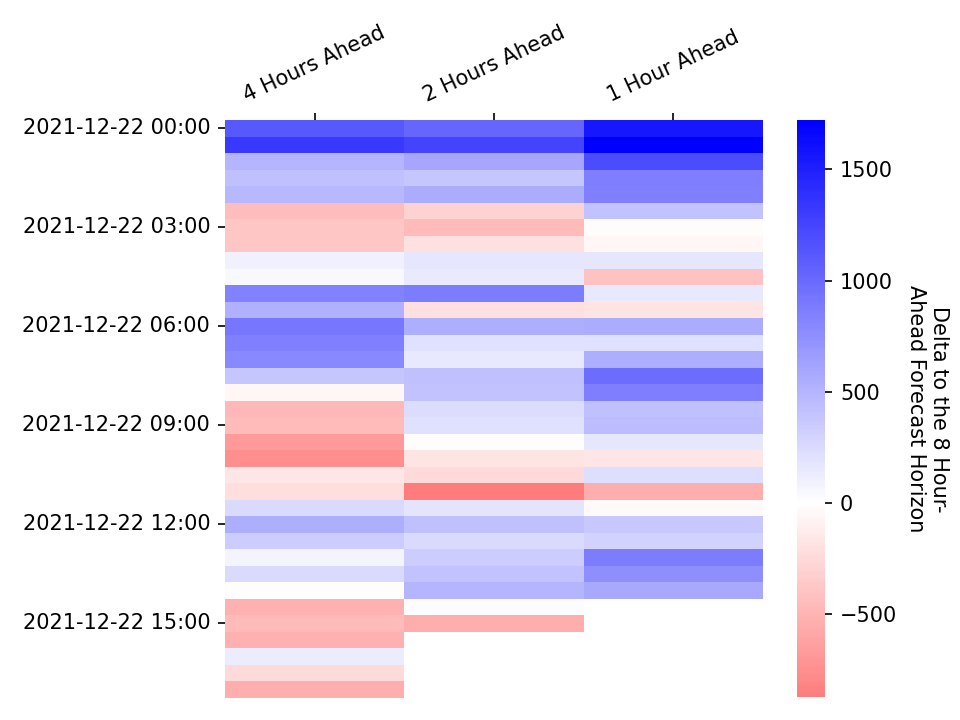 4 Hours Ahead
2 Hours Ahead
1 Hour Ahead
2021-12-22 00:00
2021-12-22 03:00
2021-12-22 06:00
2021-12-22 09:00
2021-12-22 12:00
2021-12-22 15:00
1500
1000
500
0
−500
Delta to the 8 Hour-
Ahead Forecast Horizon